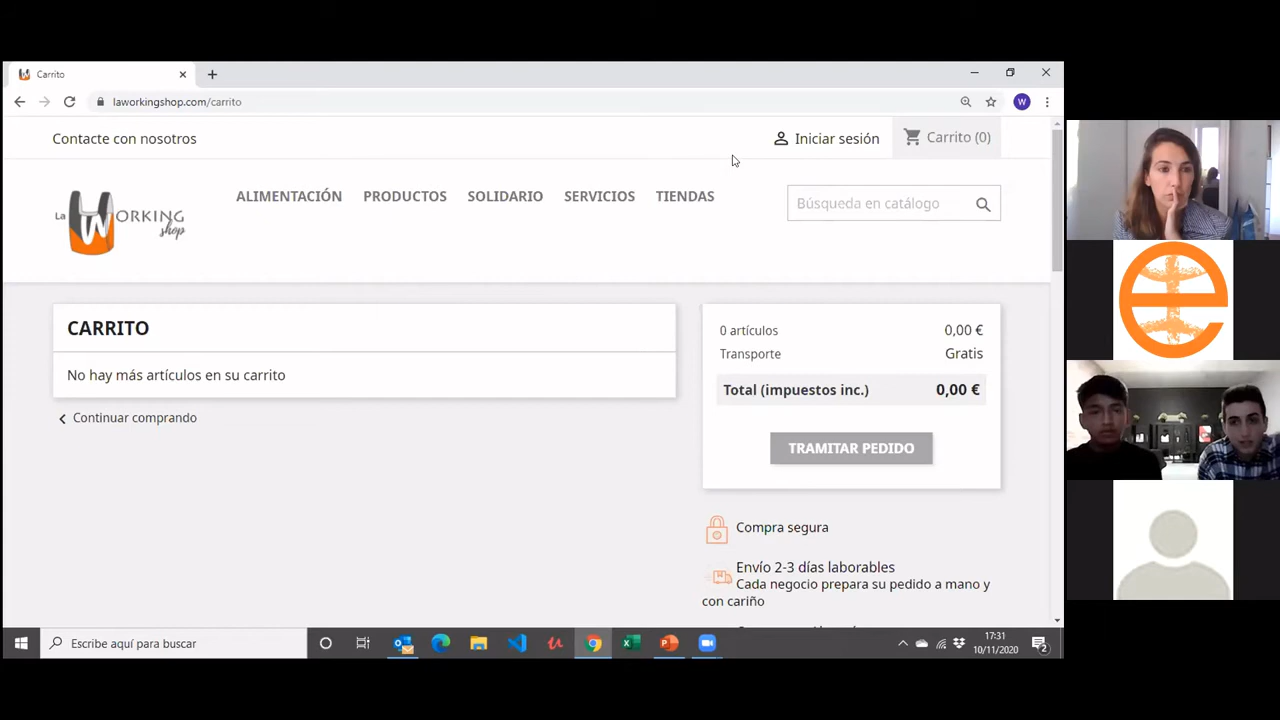 Carrito
laworkingshop.com/carrito
W
Contacte con nosotros
Iniciar sesión
Carrito (0)
La WORKING
shop
ALIMENTACIÓN
PRODUCTOS
SOLIDARIO
SERVICIOS
TIENDAS
Búsqueda en catálogo
CARRITO
No hay más artículos en su carrito
Continuar comprando
0 artículos 0,00 €
Transporte Gratis
Total (impuestos inc.) 0,00 €
TRAMITAR PEDIDO
Compra segura
Envío 2-3 días laborables
Cada negocio prepara su pedido a mano y
con cariño
Escribe aquí para buscar
17:31
10/11/2020
2
e